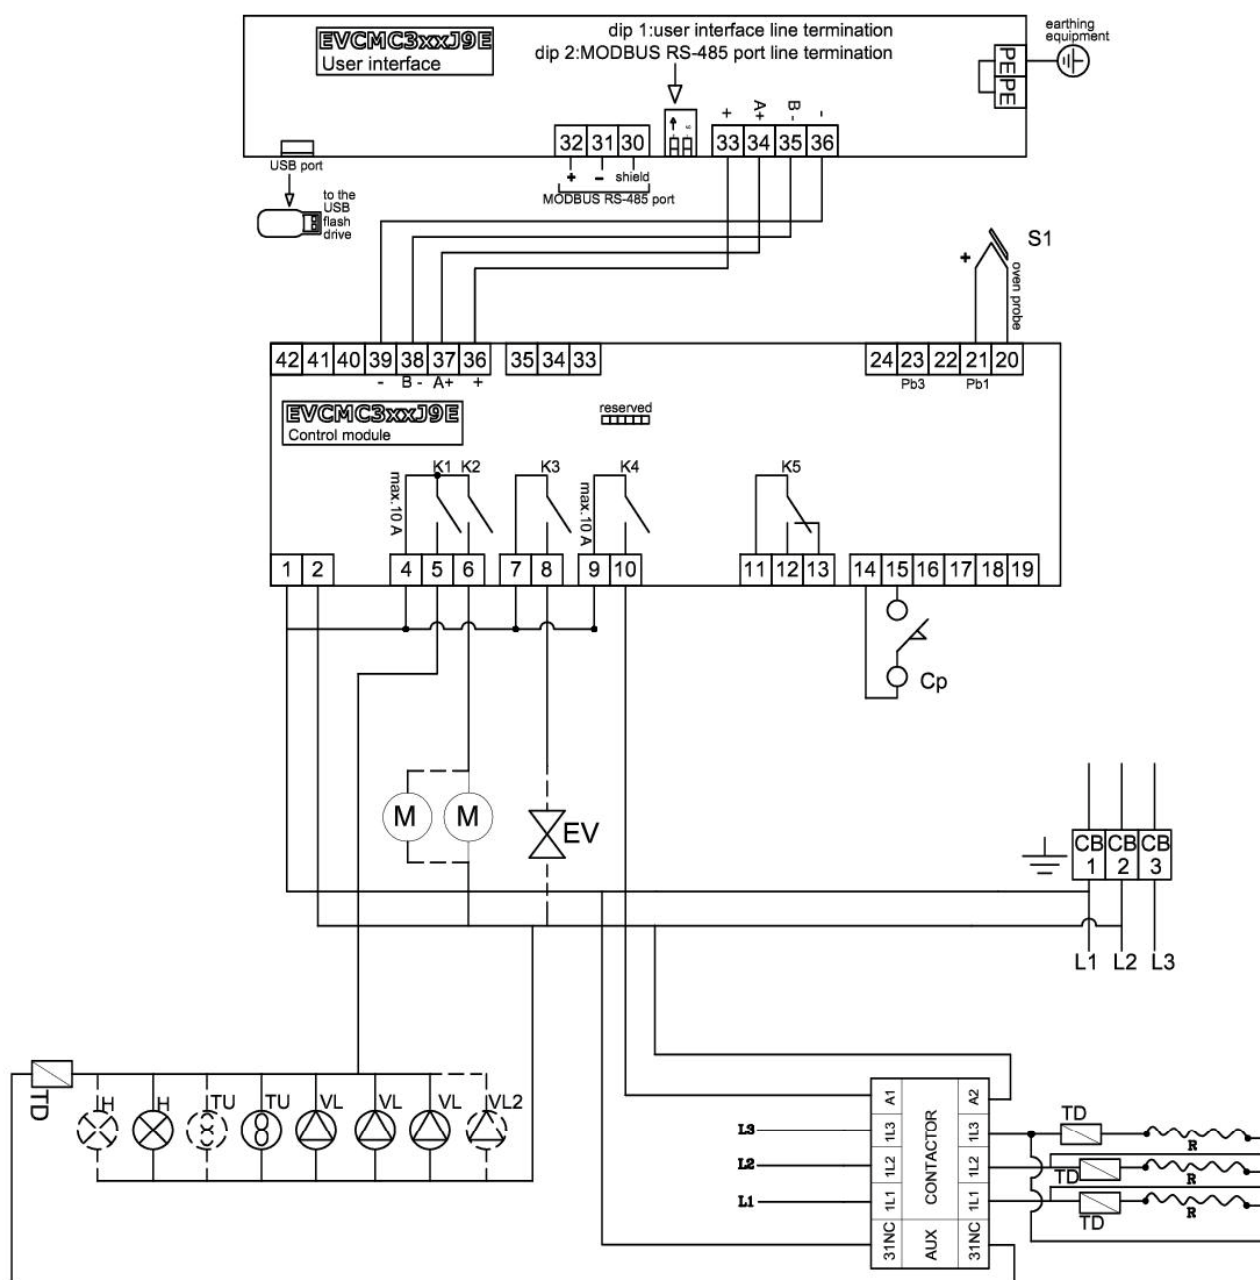 dip 1:user interface line termination
dip 2:MODBUS RS-485 port line termination
EVCMC3xxJ9E
User interface
earthing
equipment
PE
PE
+ A+ B - -
32 31 30
33 34 35 36
+ - shield
MODBUS RS-485 port
USB port
to the
USB
flash
drive
S1
+
oven probe
42 41 40 39 38 37 36
35 34 33
24 23 22 21 20
- B - A+ +
Pb3
Pb1
EVCMC3xxJ9E
Control module
reserved
max.10 A
K1 K2
K3
max.10 A
K4
K5
1 2
4 5 6
7 8
9 10
11 12 13
14 15 16 17 18 19
Cp
M
M
EV
CB
1
CB
2
CB
3
L1 L2 L3
TD
H
H
TU
TU
VL
VL
VL
VL2
L3
L2
L1
A1
1L3
1L2
1L1
31NC
CONTACTOR
AUX
A2
1L3
1L2
1L1
31NC
TD
R
TD
R
TD
R